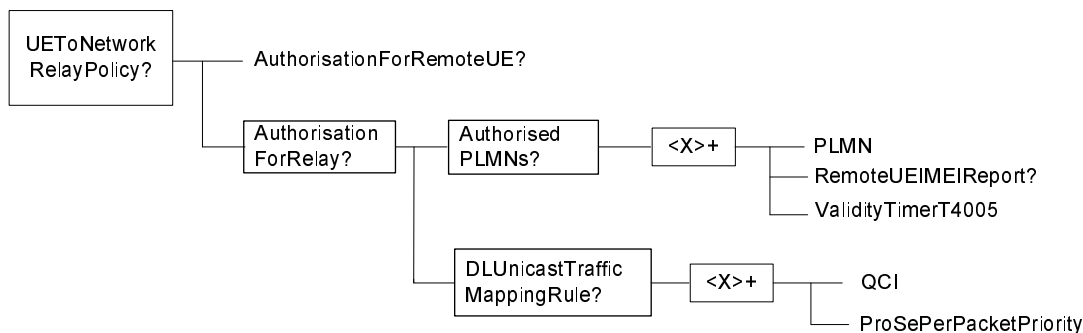 UEToNetwork
RelayPolicy?
AuthorisationForRemoteUE?
Authorisation
ForRelay?
Authorised
PLMNs?
<X>+
PLMN
RemoteUEIMEIReport?
ValidityTimerT4005
DLUnicastTraffic
MappingRule?
<X>+
QCI
ProSePerPacketPriority